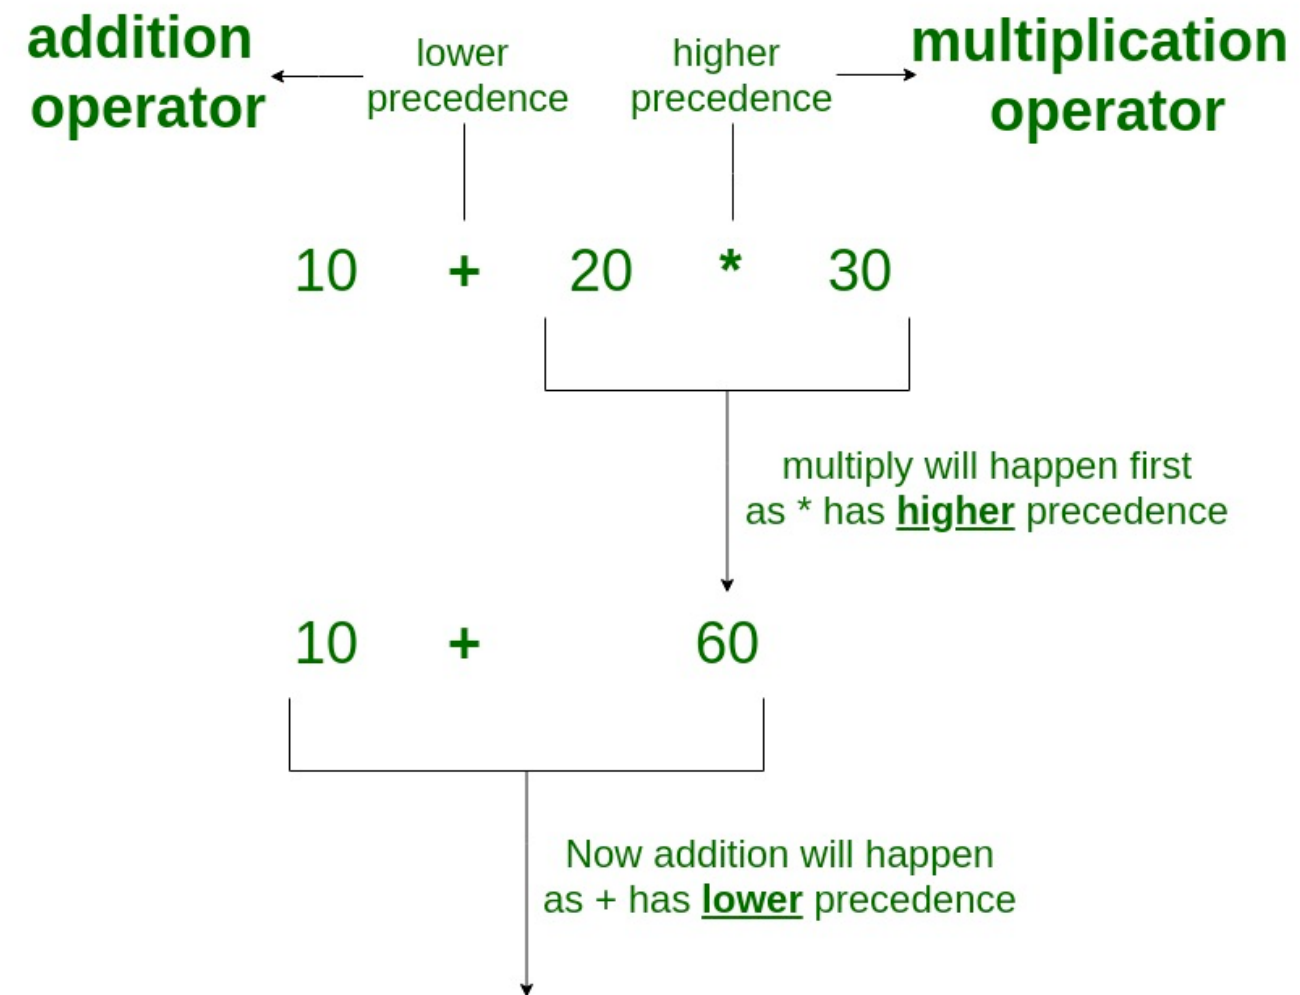 addition
operator
lower
precedence
higher
precedence
multiplication
operator
10 + 20 * 30
multiply will happen first
as * has higher precedence
10 + 60
Now addition will happen
as + has lower precedence